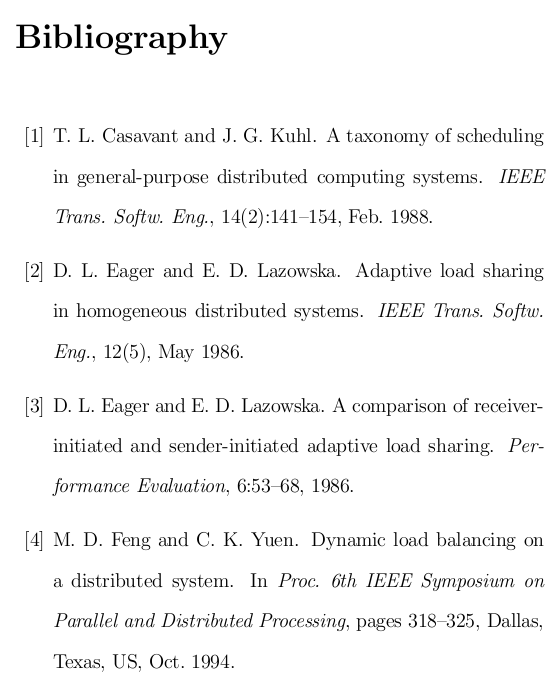 Bibliography
[1] T. L. Casavant and J. G. Kuhl. A taxonomy of scheduling
in general-purpose distributed computing systems. IEEE
Trans. Softw. Eng., 14(2):141–154, Feb. 1988.
[2] D. L. Eager and E. D. Lazowska. Adaptive load sharing
in homogeneous distributed systems. IEEE Trans. Softw.
Eng., 12(5), May 1986.
[3] D. L. Eager and E. D. Lazowska. A comparison of receiver-
initiated and sender-initiated adaptive load sharing. Per-
formance Evaluation, 6:53–68, 1986.
[4] M. D. Feng and C. K. Yuen. Dynamic load balancing on
a distributed system. In Proc. 6th IEEE Symposium on
Parallel and Distributed Processing, pages 318–325, Dallas,
Texas, US, Oct. 1994.